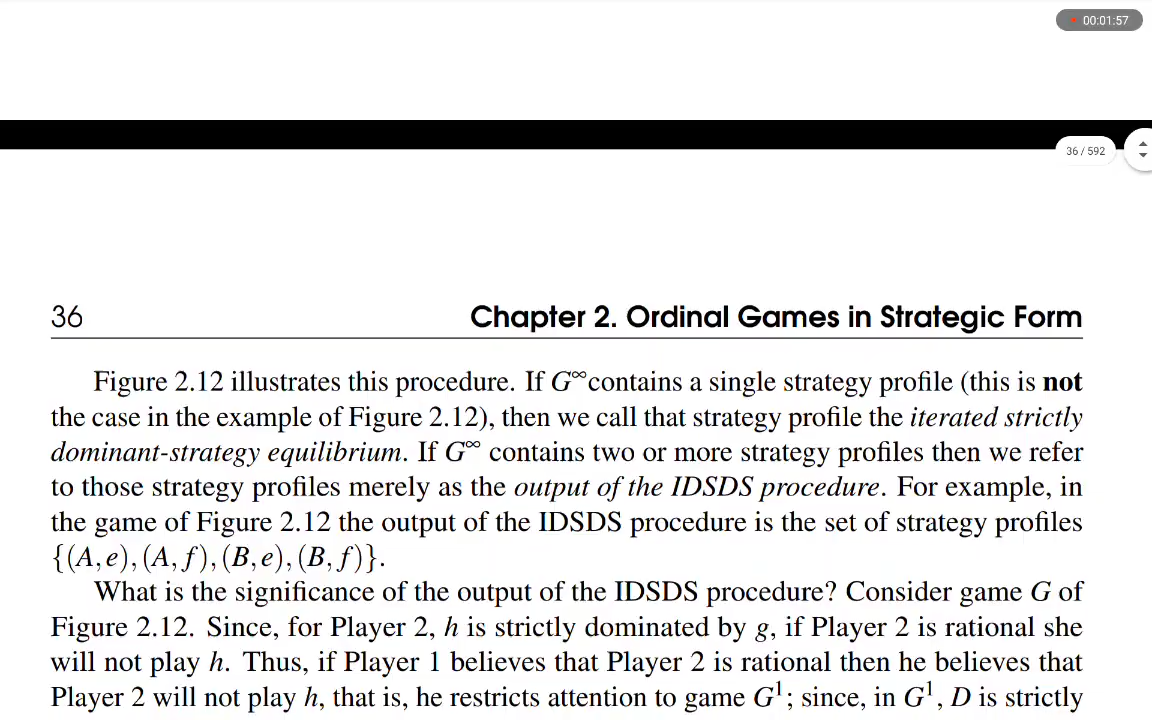 00:01:57
36 / 592
36 Chapter 2. Ordinal Games in Strategic Form
Figure 2.12 illustrates this procedure. If G∞contains a single strategy profile (this is not
the case in the example of Figure 2.12), then we call that strategy profile the iterated strictly
dominant-strategy equilibrium. If G∞ contains two or more strategy profiles then we refer
to those strategy profiles merely as the output of the IDSDS procedure. For example, in
the game of Figure 2.12 the output of the IDSDS procedure is the set of strategy profiles
{(A,e),(A,f),(B,e),(B,f)}.
What is the significance of the output of the IDSDS procedure? Consider game G of
Figure 2.12. Since, for Player 2, h is strictly dominated by g, if Player 2 is rational she
will not play h. Thus, if Player 1 believes that Player 2 is rational then he believes that
Player 2 will not play h, that is, he restricts attention to game G¹; since, in G¹, D is strictly